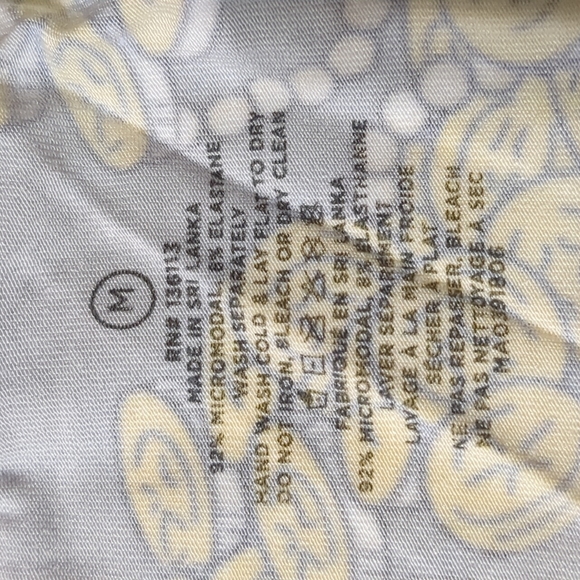 M
RN# 136113
MADE IN SRI LANKA
92% MICROMODAL, 8% ELASTANE
WASH SEPARATELY
HAND WASH COLD & LAY FLAT TO DRY
DO NOT IRON, BLEACH OR DRY CLEAN
FABRIQUÉ EN SRI LANKA
92% MICROMODAL, 8% ÉLASTHANNE
LAVER SÉPARÉMENT
LAVAGE À LA MAIN FROIDE
SÉCHER À PLAT
NE PAS REPASSER, BLEACH
NE PAS NETTOYAGE À SEC
MAO391806